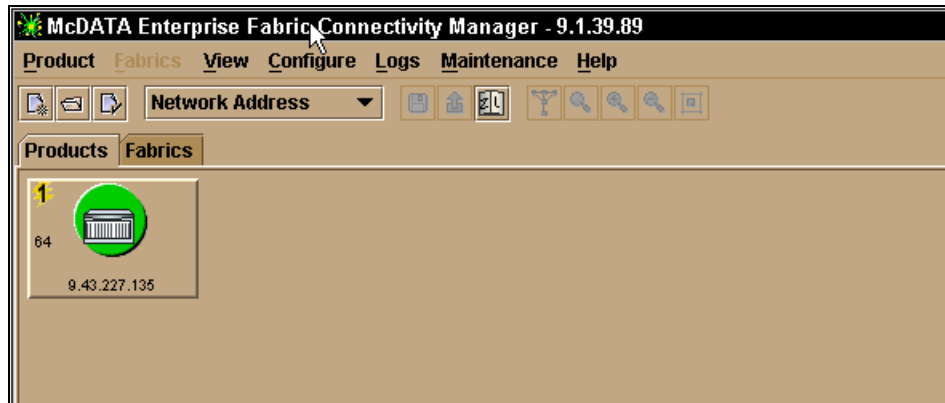 McDATA Enterprise Fabric Connectivity Manager - 9.1.39.89
Product Fabrics View Configure Logs Maintenance Help
Network Address
Products Fabrics
1
64
9.43.227.135